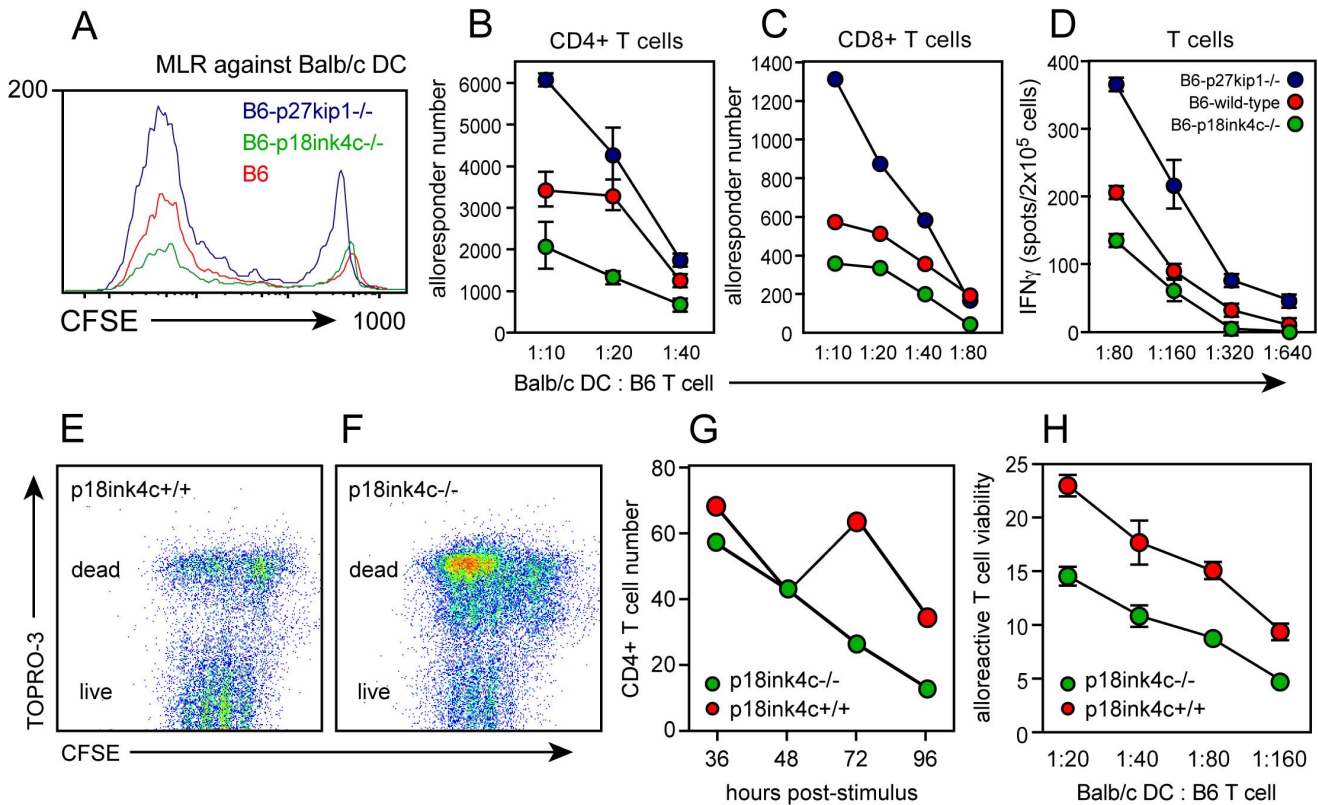 A
MLR against Balb/c DC
200
B6-p27kip1-/-
B6-p18ink4c-/-
B6
CFSE
1000
B
CD4+ T cells
alloresponder number
6000
5000
4000
3000
2000
1000
0
1:10
1:20
1:40
C
CD8+ T cells
alloresponder number
1400
1200
1000
800
600
400
200
0
1:10
1:20
1:40
1:80
D
T cells
IFNγ (spots/2x10⁵ cells)
400
300
200
100
0
B6-p27kip1-/-
B6-wild-type
B6-p18ink4c-/-
1:80
1:160
1:320
1:640
Balb/c DC : B6 T cell
E
p18ink4c+/+
dead
live
TOPRO-3
CFSE
F
p18ink4c-/-
dead
live
G
CD4+ T cell number
80
60
40
20
0
p18ink4c-/-
p18ink4c+/+
36
48
72
96
hours post-stimulus
H
alloreactive T cell viability
25
20
15
10
5
0
p18ink4c-/-
p18ink4c+/+
1:20
1:40
1:80
1:160
Balb/c DC : B6 T cell